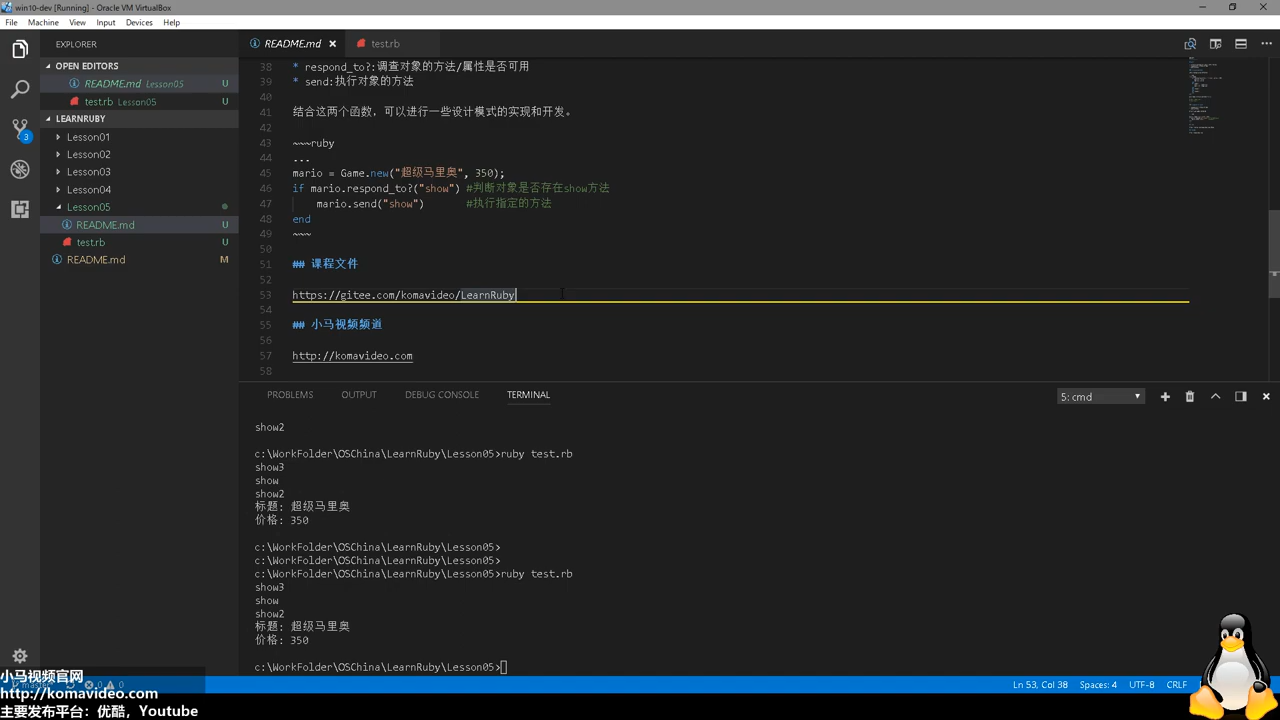 win10-dev [Running] - Oracle VM VirtualBox
File Machine View Input Devices Help
EXPLORER
OPEN EDITORS
README.md Lesson05 U
test.rb Lesson05 U
LEARNRUBY
Lesson01
Lesson02
Lesson03
Lesson04
Lesson05
README.md U
test.rb U
README.md M
3
README.md test.rb
38 * respond_to?:调查对象的方法/属性是否可用
39 * send:执行对象的方法
40
41 结合这两个函数，可以进行一些设计模式的实现和开发。
42
43 ~~~ruby
44 ...
45 mario = Game.new("超级马里奥", 350);
46 if mario.respond_to?("show") #判断对象是否存在show方法
47 mario.send("show") #执行指定的方法
48 end
49 ~~~
50
51 ## 课程文件
52
53 https://gitee.com/komavideo/LearnRuby
54
55 ## 小马视频频道
56
57 http://komavideo.com
58
PROBLEMS OUTPUT DEBUG CONSOLE TERMINAL 5: cmd
show2
c:\WorkFolder\OSChina\LearnRuby\Lesson05>ruby test.rb
show3
show
show2
标题: 超级马里奥
价格: 350
c:\WorkFolder\OSChina\LearnRuby\Lesson05>
c:\WorkFolder\OSChina\LearnRuby\Lesson05>
c:\WorkFolder\OSChina\LearnRuby\Lesson05>ruby test.rb
show3
show
show2
标题: 超级马里奥
价格: 350
c:\WorkFolder\OSChina\LearnRuby\Lesson05>
小马视频官网
http://komavideo.com
主要发布平台：优酷，Youtube
0 0
Ln 53, Col 38 Spaces: 4 UTF-8 CRLF